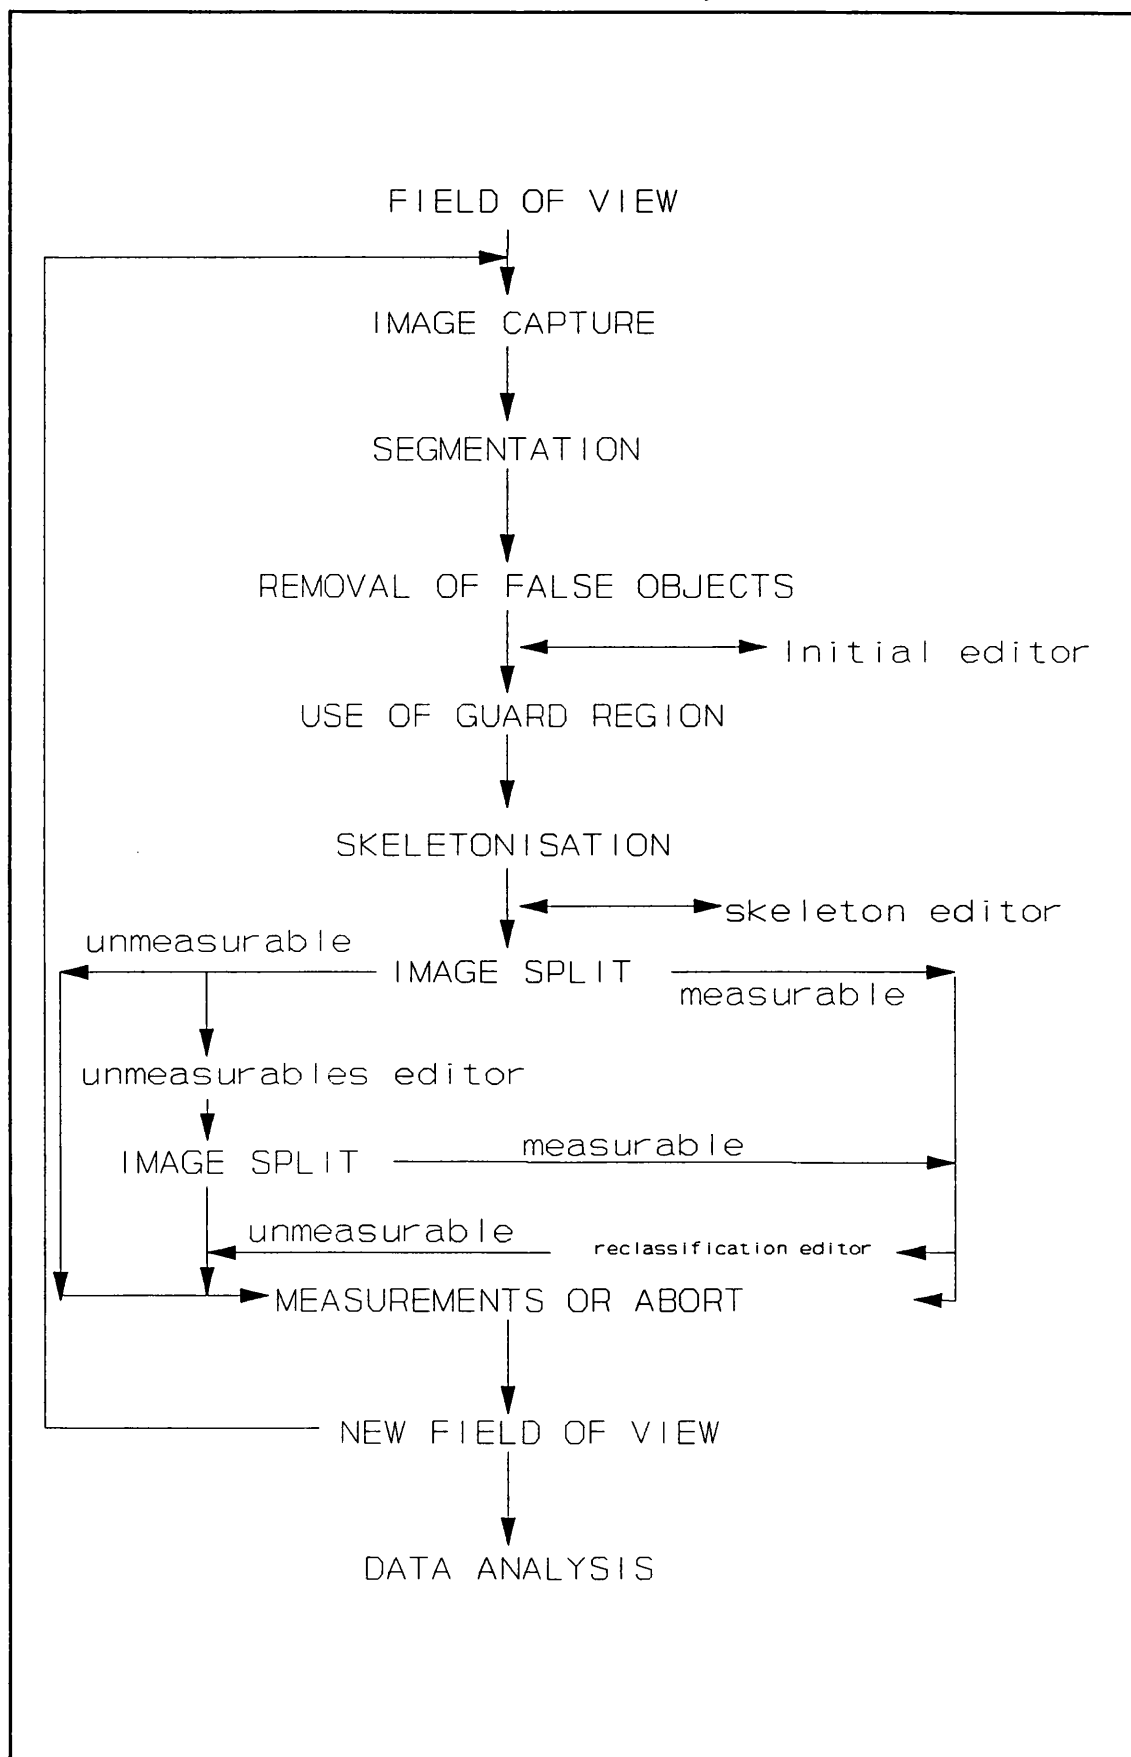 FIELD OF VIEW
IMAGE CAPTURE
SEGMENTATION
REMOVAL OF FALSE OBJECTS
Initial editor
USE OF GUARD REGION
SKELETONISATION
skeleton editor
unmeasurable
IMAGE SPLIT
measurable
unmeasurables editor
measurable
IMAGE SPLIT
unmeasurable
reclassification editor
MEASUREMENTS OR ABORT
NEW FIELD OF VIEW
DATA ANALYSIS